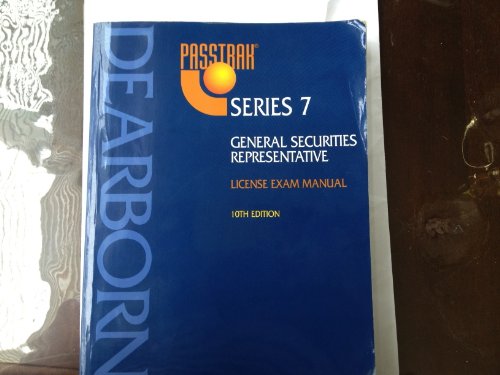 DEARBORN
PASSTRAK®
SERIES 7
GENERAL SECURITIES
REPRESENTATIVE
LICENSE EXAM MANUAL
10TH EDITION